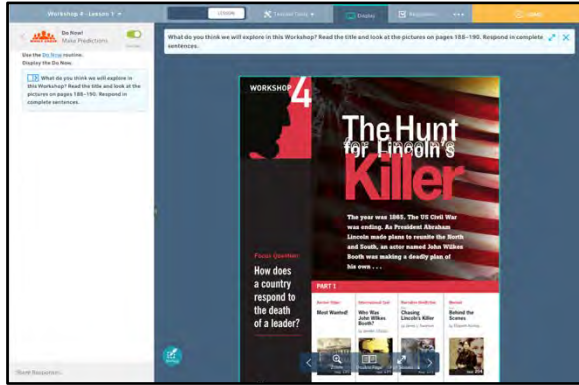 Workshop 4 - Lesson 1
LESSON
Display
Do Now!
Make Predictions
Use the Do Now routine.
Display the Do Now.
What do you think we will explore in
this Workshop? Read the title and look at the
pictures on pages 188–190. Respond in
complete sentences.
What do you think we will explore in this Workshop? Read the title and look at the pictures on pages 188–190. Respond in complete
sentences.
WORKSHOP 4
The Hunt
for Lincoln's
Killer
The year was 1865. The US Civil War
was ending. As President Abraham
Lincoln made plans to reunite the North
and South, an actor named John Wilkes
Booth was making a deadly plan of
his own . . .
Focus Question:
How does
a country
respond to
the death
of a leader?
PART 1
Most Wanted!
Who Was
John Wilkes
Booth?
Chasing
Lincoln's Killer
Behind the
Scenes
Zoom